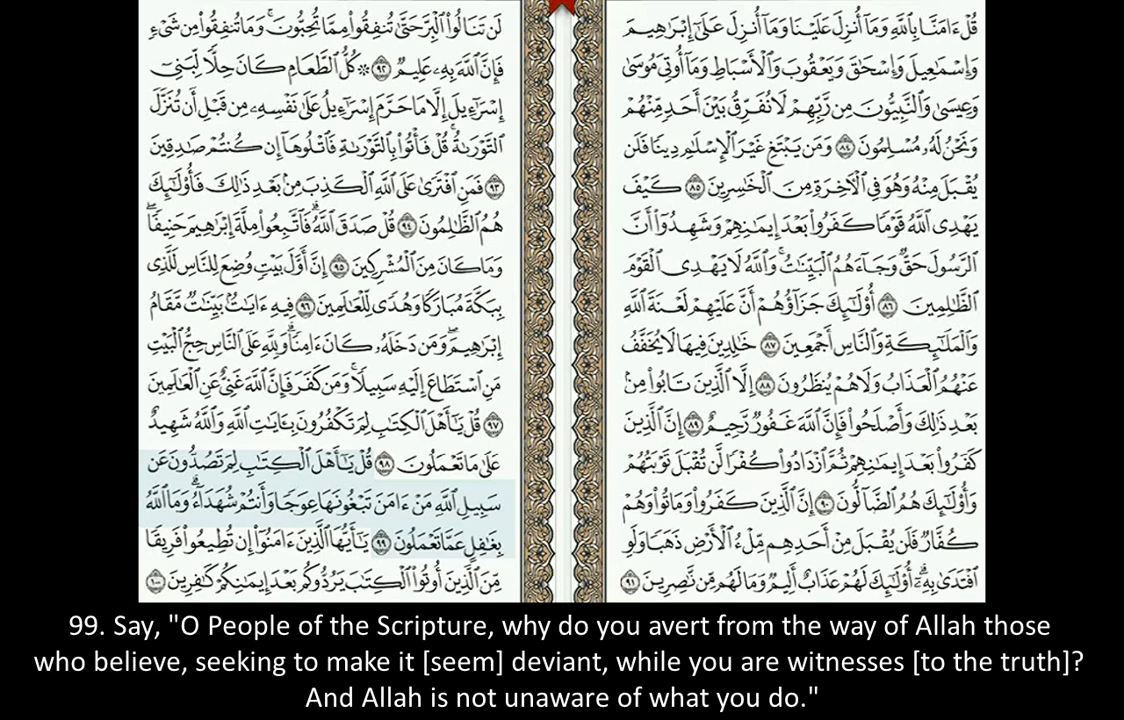 قُلْ ءَامَنَّا بِٱللَّهِ وَمَآ أُنزِلَ عَلَيْنَا وَمَآ أُنزِلَ عَلَىٰٓ إِبْرَٰهِيمَ
وَإِسْمَٰعِيلَ وَإِسْحَٰقَ وَيَعْقُوبَ وَٱلْأَسْبَاطِ وَمَآ أُوتِىَ مُوسَىٰ
وَعِيسَىٰ وَٱلنَّبِيُّونَ مِن رَّبِّهِمْ لَا نُفَرِّقُ بَيْنَ أَحَدٍ مِّنْهُمْ
وَنَحْنُ لَهُۥ مُسْلِمُونَ ٨٤ وَمَن يَبْتَغِ غَيْرَ ٱلْإِسْلَٰمِ دِينًا فَلَن
يُقْبَلَ مِنْهُ وَهُوَ فِى ٱلْءَاخِرَةِ مِنَ ٱلْخَٰسِرِينَ ٨٥ كَيْفَ
يَهْدِى ٱللَّهُ قَوْمًا كَفَرُوا۟ بَعْدَ إِيمَٰنِهِمْ وَشَهِدُوٓا۟ أَنَّ
ٱلرَّسُولَ حَقٌّ وَجَآءَهُمُ ٱلْبَيِّنَٰتُ ۚ وَٱللَّهُ لَا يَهْدِى ٱلْقَوْمَ
ٱلظَّٰلِمِينَ ٨٦ أُو۟لَٰٓئِكَ جَزَآؤُهُمْ أَنَّ عَلَيْهِمْ لَعْنَةَ ٱللَّهِ
وَٱلْمَلَٰٓئِكَةِ وَٱلنَّاسِ أَجْمَعِينَ ٨٧ خَٰلِدِينَ فِيهَا لَا يُخَفَّفُ
عَنْهُمُ ٱلْعَذَابُ وَلَا هُمْ يُنظَرُونَ ٨٨ إِلَّا ٱلَّذِينَ تَابُوا۟ مِنۢ
بَعْدِ ذَٰلِكَ وَأَصْلَحُوا۟ فَإِنَّ ٱللَّهَ غَفُورٌ رَّحِيمٌ ٨٩ إِنَّ ٱلَّذِينَ
كَفَرُوا۟ بَعْدَ إِيمَٰنِهِمْ ثُمَّ ٱزْدَادُوا۟ كُفْرًا لَّن تُقْبَلَ تَوْبَتُهُمْ
وَأُو۟لَٰٓئِكَ هُمُ ٱلضَّآلُّونَ ٩٠ إِنَّ ٱلَّذِينَ كَفَرُوا۟ وَمَاتُوا۟ وَهُمْ
كُفَّارٌ فَلَن يُقْبَلَ مِنْ أَحَدِهِم مِّلْءُ ٱلْأَرْضِ ذَهَبًا وَلَوِ
ٱفْتَدَىٰ بِهِۦٓ ۗ أُو۟لَٰٓئِكَ لَهُمْ عَذَابٌ أَلِيمٌ وَمَا لَهُم مِّن نَّٰصِرِينَ ٩١
لَن تَنَالُوا۟ ٱلْبِرَّ حَتَّىٰ تُنفِقُوا۟ مِمَّا تُحِبُّونَ ۚ وَمَا تُنفِقُوا۟ مِن شَىْءٍ
فَإِنَّ ٱللَّهَ بِهِۦ عَلِيمٌ ٩٢ ۞ كُلُّ ٱلطَّعَامِ كَانَ حِلًّا لِّبَنِىٓ
إِسْرَٰٓءِيلَ إِلَّا مَا حَرَّمَ إِسْرَٰٓءِيلُ عَلَىٰ نَفْسِهِۦ مِن قَبْلِ أَن تُنَزَّلَ
ٱلتَّوْرَىٰةُ ۗ قُلْ فَأْتُوا۟ بِٱلتَّوْرَىٰةِ فَٱتْلُوهَآ إِن كُنتُمْ صَٰدِقِينَ
٩٣ فَمَنِ ٱفْتَرَىٰ عَلَى ٱللَّهِ ٱلْكَذِبَ مِنۢ بَعْدِ ذَٰلِكَ فَأُو۟لَٰٓئِكَ
هُمُ ٱلظَّٰلِمُونَ ٩٤ قُلْ صَدَقَ ٱللَّهُ ۗ فَٱتَّبِعُوا۟ مِلَّةَ إِبْرَٰهِيمَ حَنِيفًا ۖ
وَمَا كَانَ مِنَ ٱلْمُشْرِكِينَ ٩٥ إِنَّ أَوَّلَ بَيْتٍ وُضِعَ لِلنَّاسِ لَلَّذِى
بِبَكَّةَ مُبَارَكًا وَهُدًى لِّلْعَٰلَمِينَ ٩٦ فِيهِ ءَايَٰتٌۢ بَيِّنَٰتٌ مَّقَامُ
إِبْرَٰهِيمَ ۖ وَمَن دَخَلَهُۥ كَانَ ءَامِنًا ۗ وَلِلَّهِ عَلَى ٱلنَّاسِ حِجُّ ٱلْبَيْتِ
مَنِ ٱسْتَطَاعَ إِلَيْهِ سَبِيلًا ۚ وَمَن كَفَرَ فَإِنَّ ٱللَّهَ غَنِىٌّ عَنِ ٱلْعَٰلَمِينَ
٩٧ قُلْ يَٰٓأَهْلَ ٱلْكِتَٰبِ لِمَ تَكْفُرُونَ بِـَٔايَٰتِ ٱللَّهِ وَٱللَّهُ شَهِيدٌ
عَلَىٰ مَا تَعْمَلُونَ ٩٨ قُلْ يَٰٓأَهْلَ ٱلْكِتَٰبِ لِمَ تَصُدُّونَ عَن
سَبِيلِ ٱللَّهِ مَنْ ءَامَنَ تَبْغُونَهَا عِوَجًا وَأَنتُمْ شُهَدَآءُ ۗ وَمَا ٱللَّهُ
بِغَٰفِلٍ عَمَّا تَعْمَلُونَ ٩٩ يَٰٓأَيُّهَا ٱلَّذِينَ ءَامَنُوٓا۟ إِن تُطِيعُوا۟ فَرِيقًا
مِّنَ ٱلَّذِينَ أُوتُوا۟ ٱلْكِتَٰبَ يَرُدُّوكُم بَعْدَ إِيمَٰنِكُمْ كَٰفِرِينَ ١٠٠
99. Say, "O People of the Scripture, why do you avert from the way of Allah those
who believe, seeking to make it [seem] deviant, while you are witnesses [to the truth]?
And Allah is not unaware of what you do."